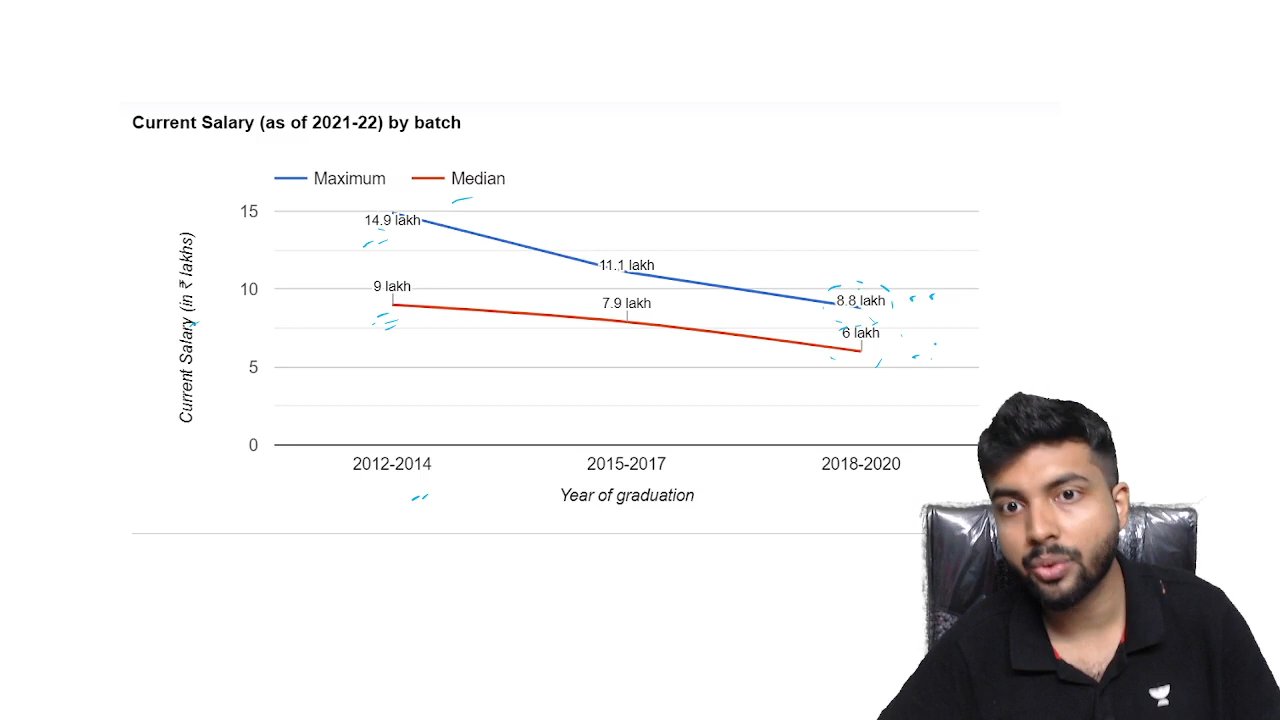 Current Salary (as of 2021-22) by batch
Maximum Median
15
14.9 lakh
11.1 lakh
10
9 lakh
7.9 lakh
8.8 lakh
6 lakh
5
0
Current Salary (in ₹ lakhs)
2012-2014 2015-2017 2018-2020
Year of graduation